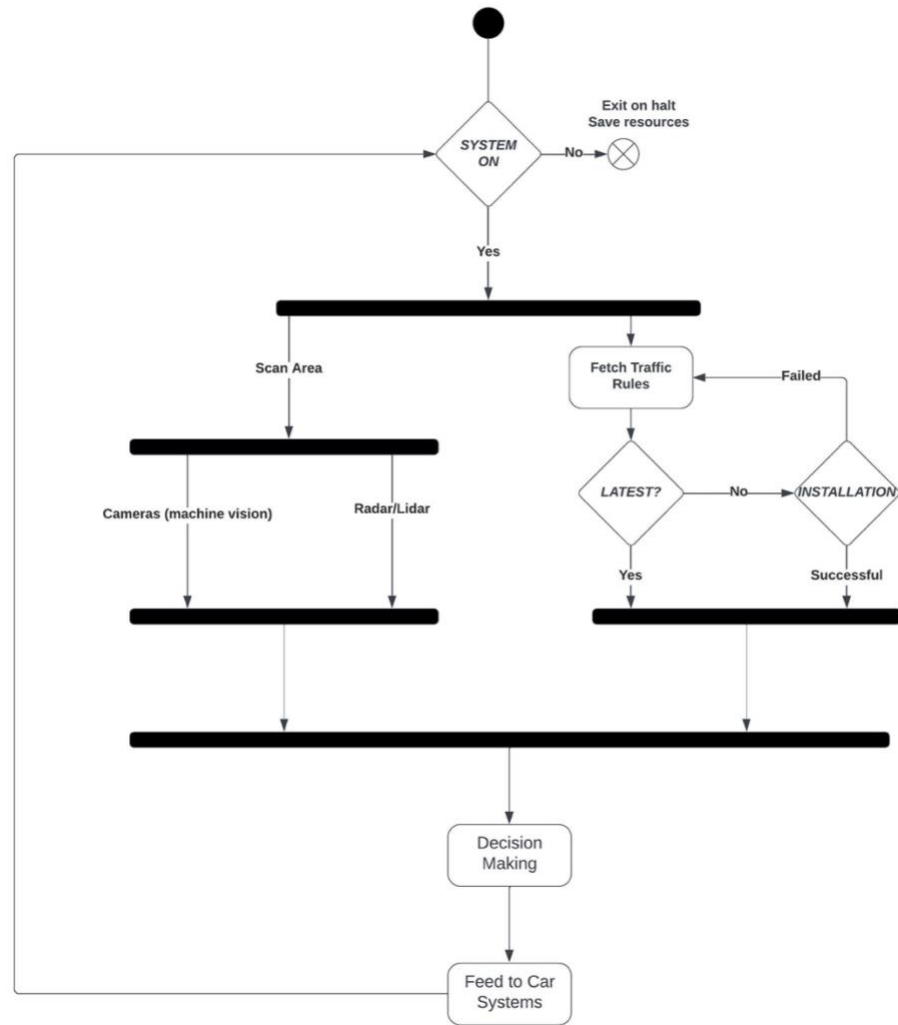 Exit on halt
Save resources
SYSTEM
ON
No
Yes
Scan Area
Fetch Traffic
Rules
Failed
Cameras (machine vision)
Radar/Lidar
LATEST?
No
INSTALLATION
Yes
Successful
Decision
Making
Feed to Car
Systems